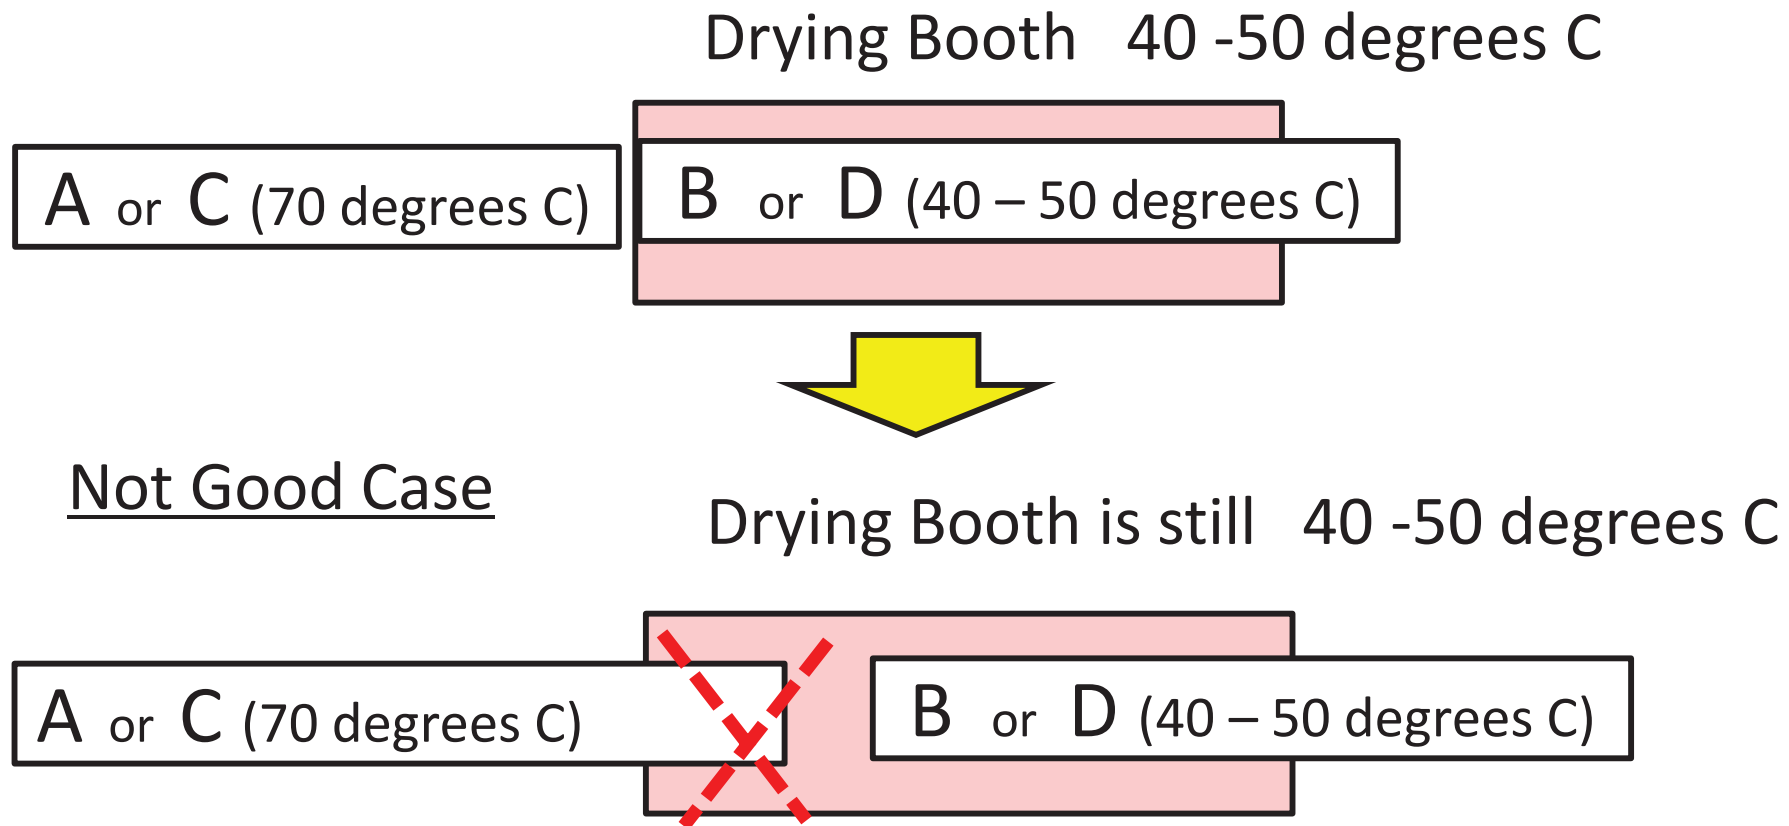 Drying Booth 40 -50 degrees C
A or C (70 degrees C)
B or D (40 – 50 degrees C)
Not Good Case
Drying Booth is still 40 -50 degrees C
A or C (70 degrees C)
B or D (40 – 50 degrees C)